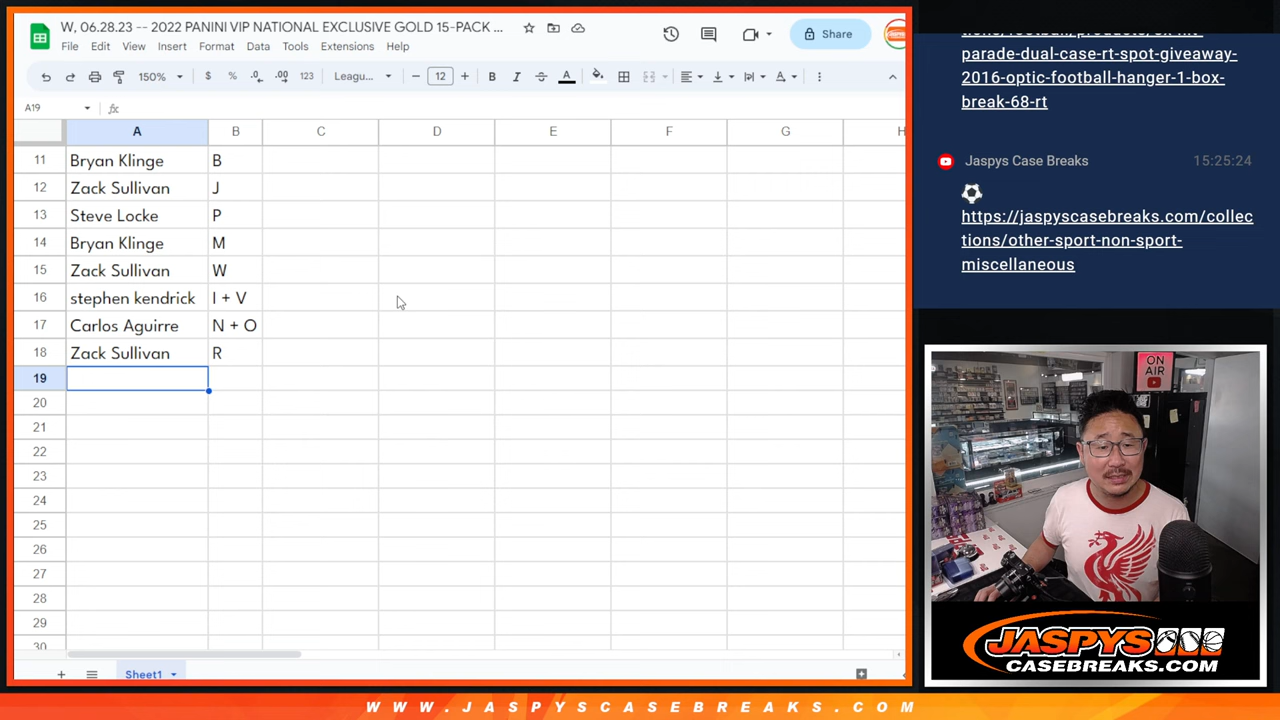 W, 06.28.23 -- 2022 PANINI VIP NATIONAL EXCLUSIVE GOLD 15-PACK ...
File Edit View Insert Format Data Tools Extensions Help
Share
150% $ % .0 .00 123 Leagu... − 12 + B I A
A19 fx
A B C D E F G H
11 Bryan Klinge B
12 Zack Sullivan J
13 Steve Locke P
14 Bryan Klinge M
15 Zack Sullivan W
16 stephen kendrick I + V
17 Carlos Aguirre N + O
18 Zack Sullivan R
19
20
21
22
23
24
25
26
27
28
29
30
+ Sheet1
parade-dual-case-rt-spot-giveaway-
2016-optic-football-hanger-1-box-
break-68-rt
Jaspys Case Breaks 15:25:24
https://jaspyscasebreaks.com/collec
tions/other-sport-non-sport-
miscellaneous
ON
AIR
JASPYS
CASEBREAKS.COM
WWW.JASPYSCASEBREAKS.COM